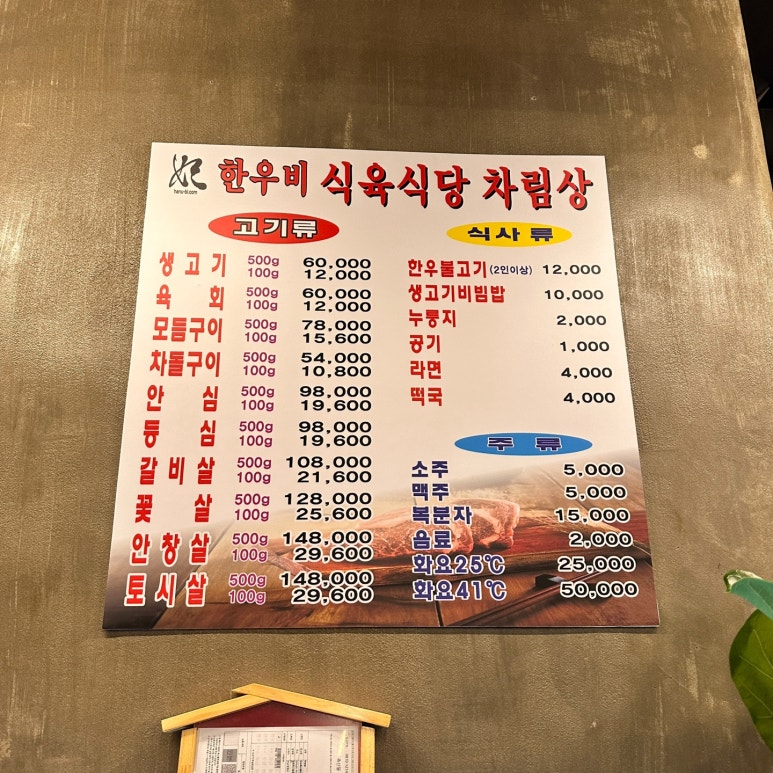 한우비 식육식당 차림상
haru-bi.com
고기류
생고기 500g 60,000
100g 12,000
육회 500g 60,000
100g 12,000
모듬구이 500g 78,000
100g 15,600
차돌구이 500g 54,000
100g 10,800
안심 500g 98,000
100g 19,600
등심 500g 98,000
100g 19,600
갈비살 500g 108,000
100g 21,600
꽃살 500g 128,000
100g 25,600
안창살 500g 148,000
100g 29,600
토시살 500g 148,000
100g 29,600
식사류
한우불고기(2인이상) 12,000
생고기비빔밥 10,000
누룽지 2,000
공기 1,000
라면 4,000
떡국 4,000
주류
소주 5,000
맥주 5,000
복분자 15,000
음료 2,000
화요25℃ 25,000
화요41℃ 50,000